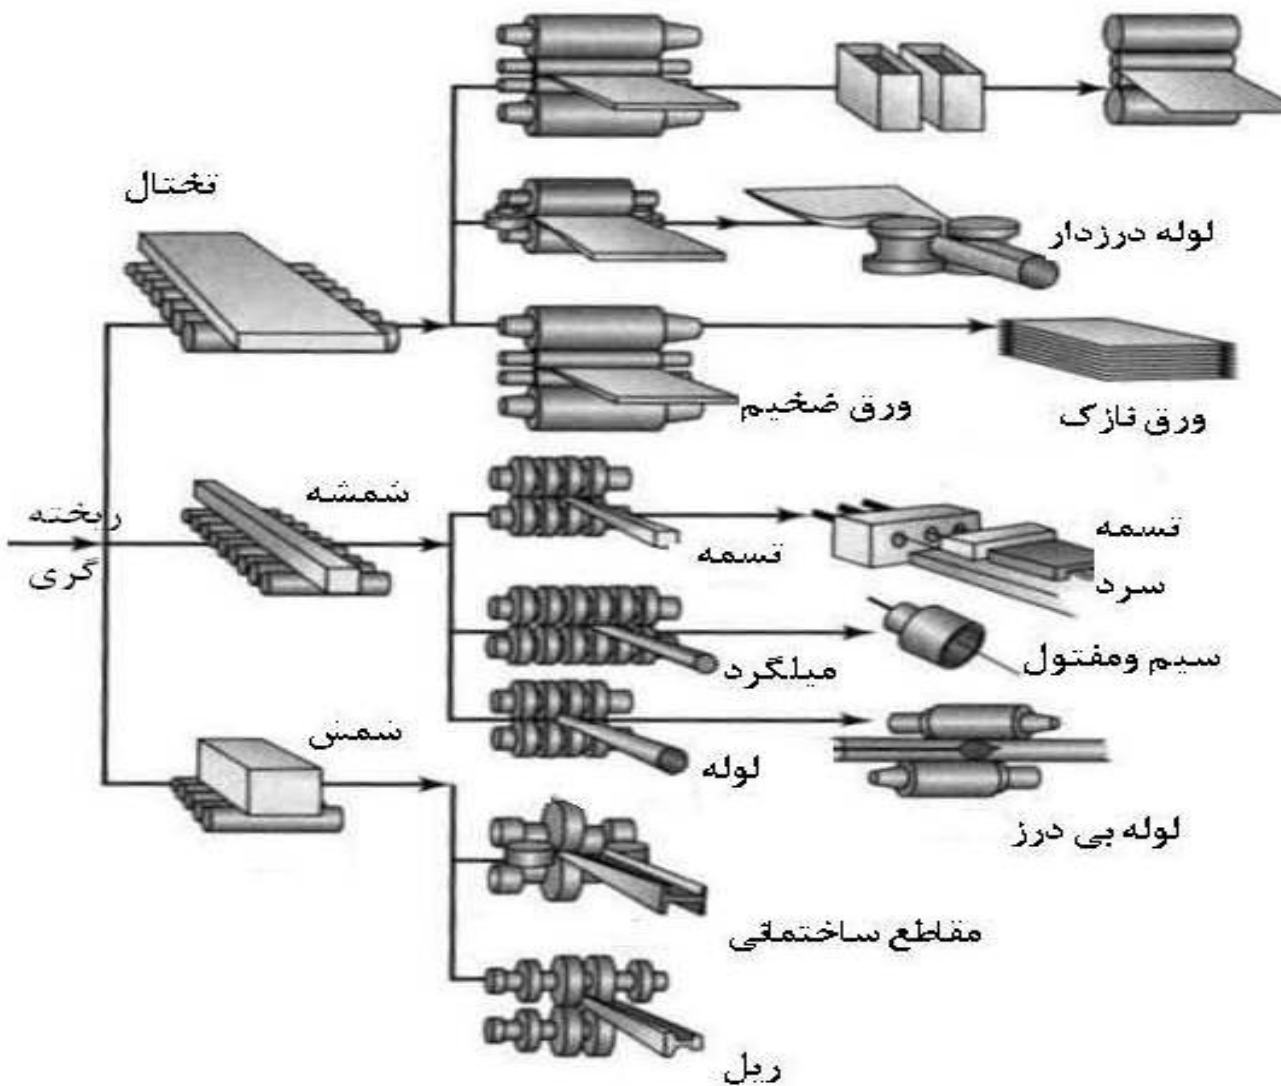 تختال
لوله درزدار
ورق ضخیم
ورق نازک
ریخته
گری
شمشه
تسمه
تسمه
سرد
میلگرد
سیم ومفتول
لوله
لوله بی درز
شمش
مقاطع ساختمانی
ریل